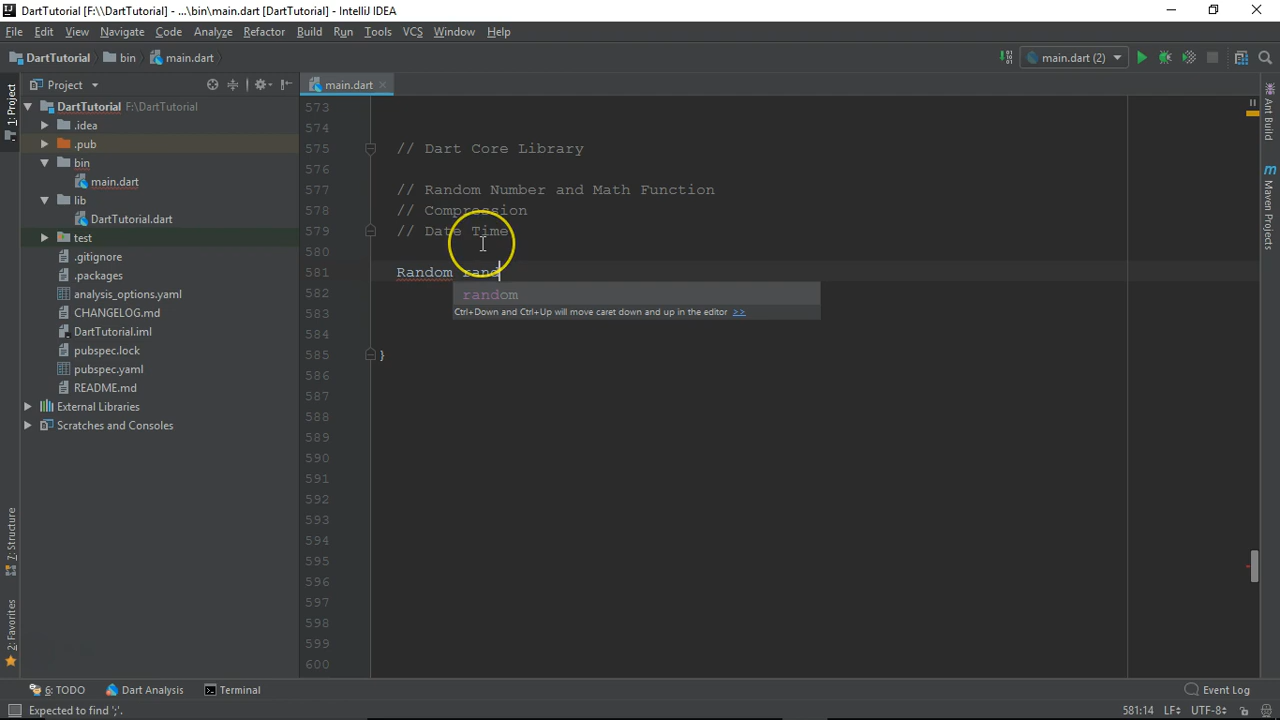 DartTutorial [F:\\DartTutorial] - ...\bin\main.dart [DartTutorial] - IntelliJ IDEA
File Edit View Navigate Code Analyze Refactor Build Run Tools VCS Window Help
DartTutorial bin main.dart
main.dart (2)
1: Project
Project
main.dart
DartTutorial F:\DartTutorial
.idea
.pub
bin
main.dart
lib
DartTutorial.dart
test
.gitignore
.packages
analysis_options.yaml
CHANGELOG.md
DartTutorial.iml
pubspec.lock
pubspec.yaml
README.md
External Libraries
Scratches and Consoles
573
574
575 // Dart Core Library
576
577 // Random Number and Math Function
578 // Compression
579 // Date Time
580
581 Random rand
random
582
Ctrl+Down and Ctrl+Up will move caret down and up in the editor >>
583
584
585 }
586
587
588
589
590
591
592
593
594
595
596
597
598
599
600
Ant Build
Maven Projects
7: Structure
2: Favorites
6: TODO Dart Analysis Terminal Event Log
Expected to find ';'. 581:14 LF UTF-8